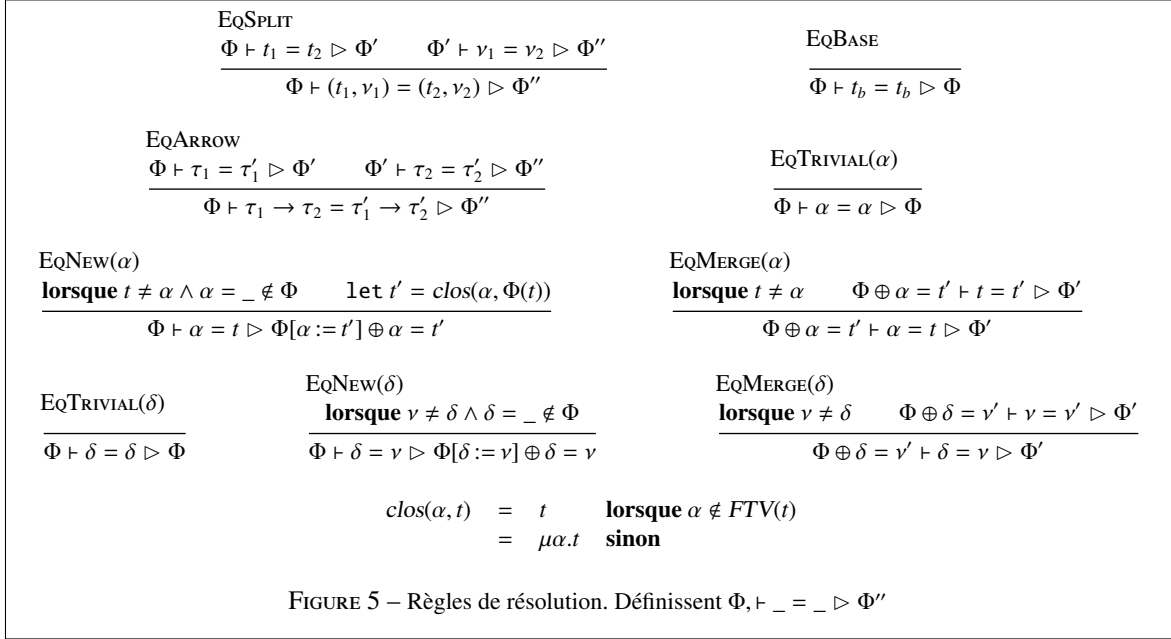 EqSplit
Φ ⊢ t₁ = t₂ ▷ Φ′ Φ′ ⊢ ν₁ = ν₂ ▷ Φ′′
Φ ⊢ (t₁, ν₁) = (t₂, ν₂) ▷ Φ′′
EqBase
Φ ⊢ t_b = t_b ▷ Φ
EqArrow
Φ ⊢ τ₁ = τ′₁ ▷ Φ′ Φ′ ⊢ τ₂ = τ′₂ ▷ Φ′′
Φ ⊢ τ₁ → τ₂ = τ′₁ → τ′₂ ▷ Φ′′
EqTrivial(α)
Φ ⊢ α = α ▷ Φ
EqNew(α)
lorsque t ≠ α ∧ α = _ ∉ Φ let t′ = clos(α, Φ(t))
Φ ⊢ α = t ▷ Φ[α := t′] ⊕ α = t′
EqMerge(α)
lorsque t ≠ α Φ ⊕ α = t′ ⊢ t = t′ ▷ Φ′
Φ ⊕ α = t′ ⊢ α = t ▷ Φ′
EqTrivial(δ)
Φ ⊢ δ = δ ▷ Φ
EqNew(δ)
lorsque ν ≠ δ ∧ δ = _ ∉ Φ
Φ ⊢ δ = ν ▷ Φ[δ := ν] ⊕ δ = ν
EqMerge(δ)
lorsque ν ≠ δ Φ ⊕ δ = ν′ ⊢ ν = ν′ ▷ Φ′
Φ ⊕ δ = ν′ ⊢ δ = ν ▷ Φ′
clos(α, t) = t lorsque α ∉ FTV(t)
= μα.t sinon
Figure 5 – Règles de résolution. Définissent Φ, ⊢ _ = _ ▷ Φ′′